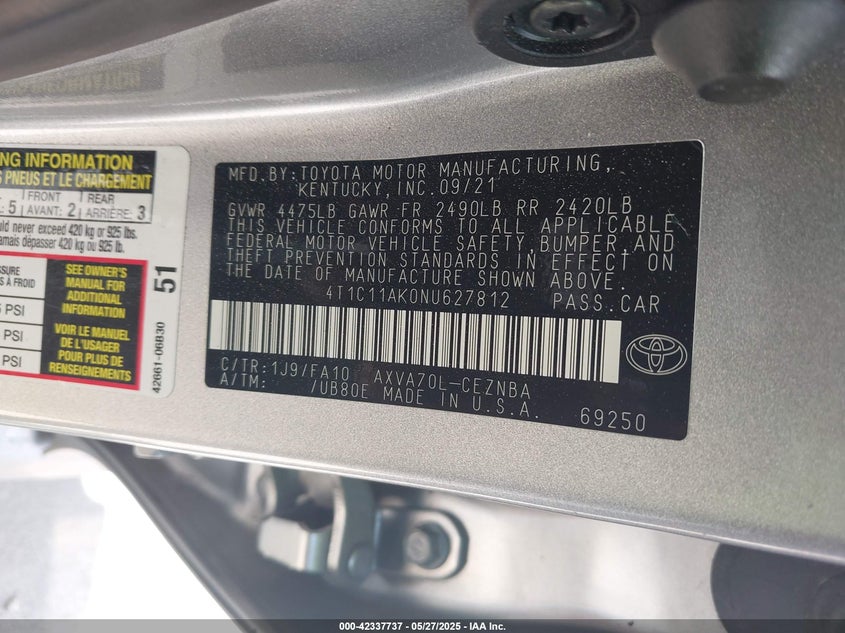 NG INFORMATION
S PNEUS ET LE CHARGEMENT
5 FRONT AVANT: 2 REAR ARRIÈRE: 3
ould never exceed 420 kg or 925 lbs.
amais dépasser 420 kg ou 925 lb.
SSURE
S À FROID
PSI
PSI
PSI
SEE OWNER'S
MANUAL FOR
ADDITIONAL
INFORMATION
VOIR LE MANUEL
DE L'USAGER
POUR PLUS DE
RENSEIGNEMENTS
51
42661-06B30
MFD.BY:TOYOTA MOTOR MANUFACTURING,
KENTUCKY,INC.09/21
GVWR 4475LB GAWR FR 2490LB RR 2420LB
THIS VEHICLE CONFORMS TO ALL APPLICABLE
FEDERAL MOTOR VEHICLE SAFETY,BUMPER,AND
THEFT PREVENTION STANDARDS IN EFFECT ON
THE DATE OF MANUFACTURE SHOWN ABOVE.
4T1C11AK0NU627812 PASS.CAR
C/TR:1J9/FA10 AXVA70L-CEZNBA
A/TM: /UB80E MADE IN U.S.A. 69250
000-42337737 - 05/27/2025 - IAA Inc.